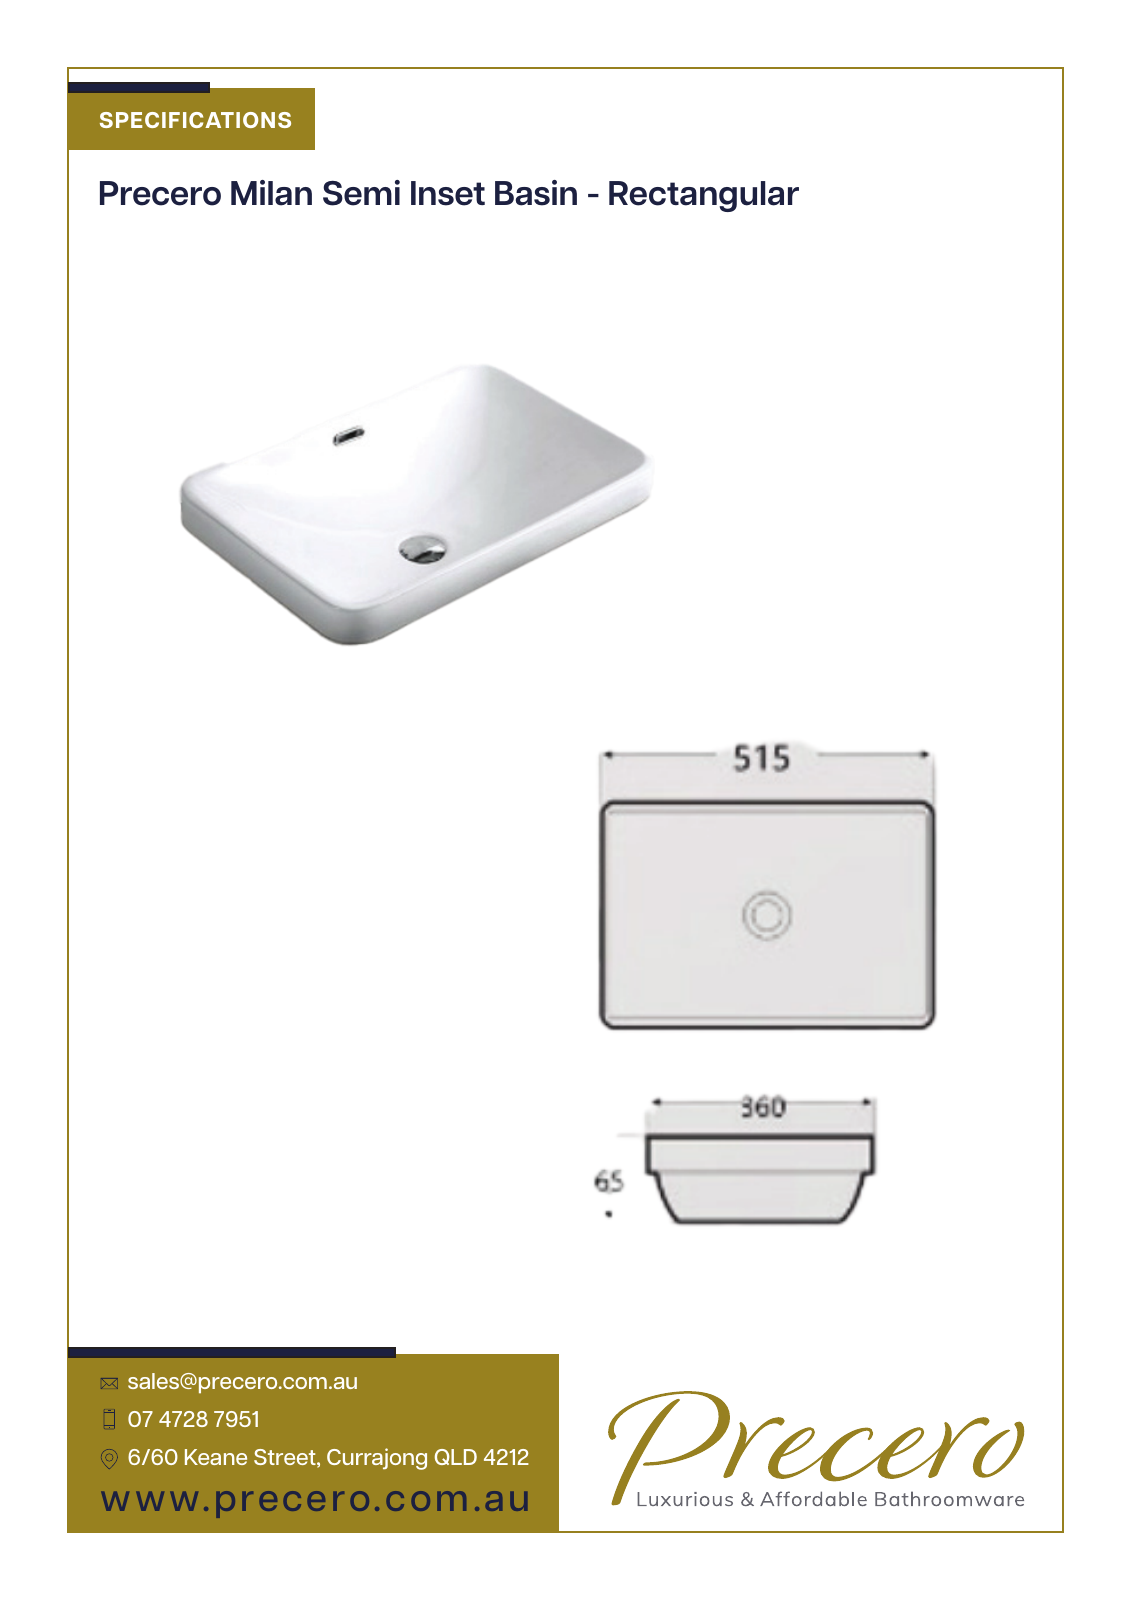 SPECIFICATIONS
Precero Milan Semi Inset Basin - Rectangular
515
360
65
sales@precero.com.au
07 4728 7951
6/60 Keane Street, Currajong QLD 4212
www.precero.com.au
Precero
Luxurious & Affordable Bathroomware